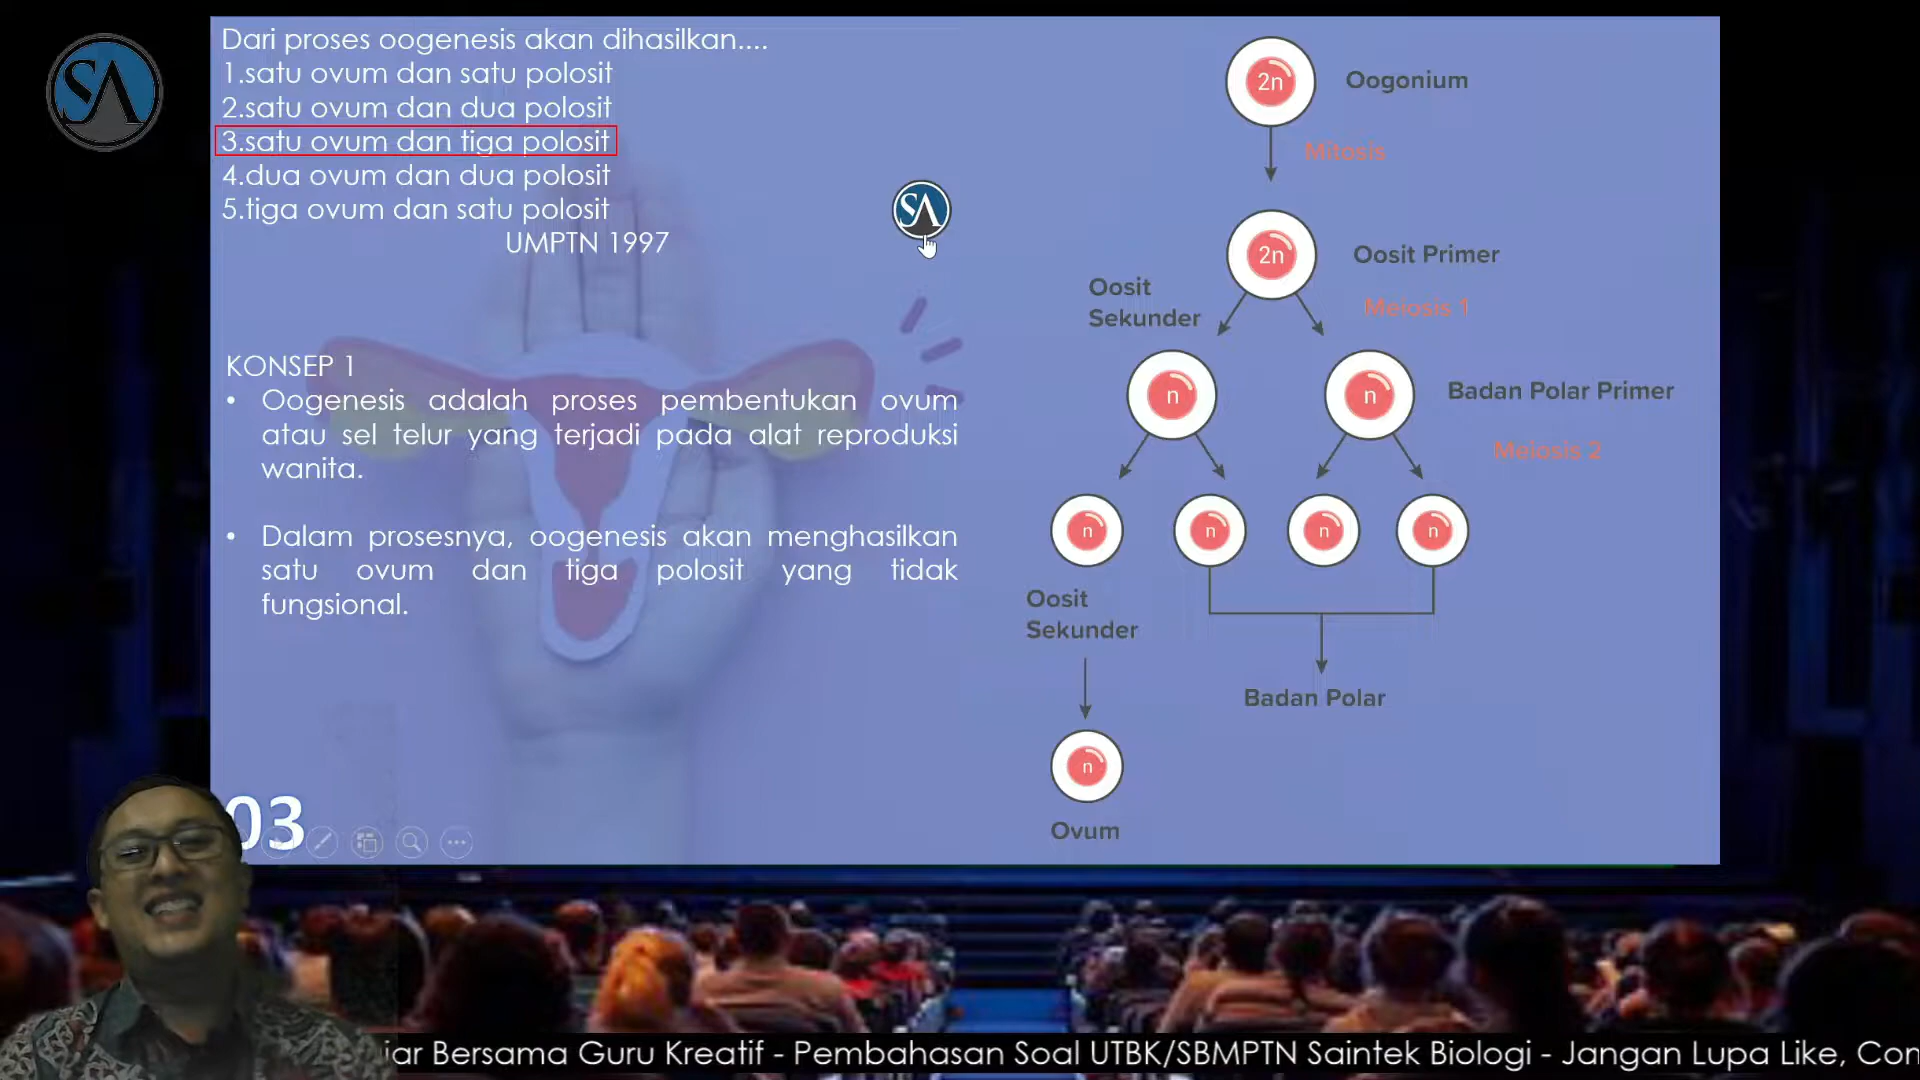 SA
Dari proses oogenesis akan dihasilkan....
1.satu ovum dan satu polosit
2.satu ovum dan dua polosit
3.satu ovum dan tiga polosit
4.dua ovum dan dua polosit
5.tiga ovum dan satu polosit
UMPTN 1997
SA
KONSEP 1
• Oogenesis adalah proses pembentukan ovum
atau sel telur yang terjadi pada alat reproduksi
wanita.
• Dalam prosesnya, oogenesis akan menghasilkan
satu ovum dan tiga polosit yang tidak
fungsional.
03
2n
Oogonium
Mitosis
2n
Oosit Primer
Oosit
Sekunder
Meiosis 1
n
n
Badan Polar Primer
Meiosis 2
n
n
n
n
Oosit
Sekunder
Badan Polar
n
Ovum
jar Bersama Guru Kreatif - Pembahasan Soal UTBK/SBMPTN Saintek Biologi - Jangan Lupa Like, Con